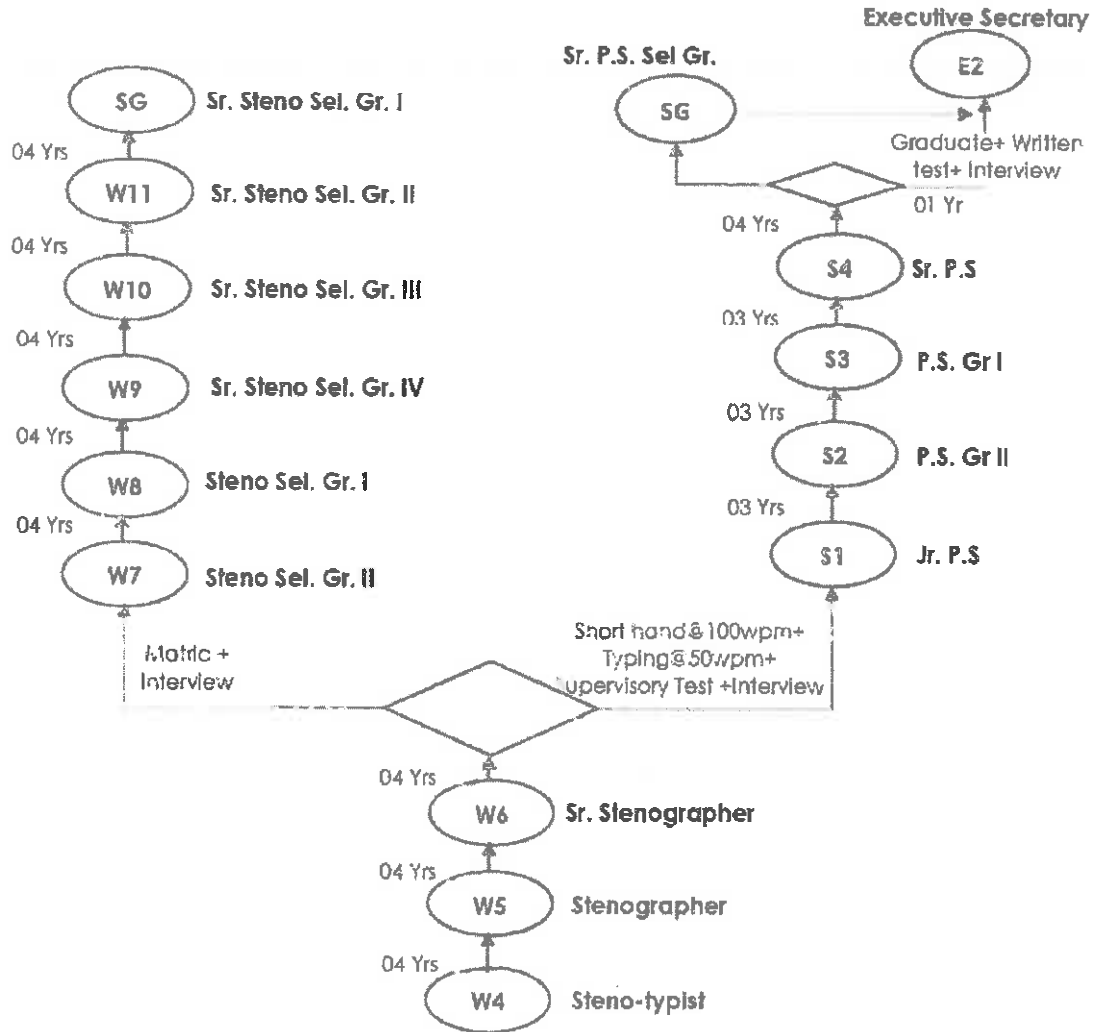 Executive Secretary
E2
Sr. P.S. Sel Gr.
SG
Graduate+ Written
test+ Interview
01 Yr
04 Yrs
S4
Sr. P.S
03 Yrs
S3
P.S. Gr I
03 Yrs
S2
P.S. Gr II
03 Yrs
S1
Jr. P.S
SG
Sr. Steno Sel. Gr. I
04 Yrs
W11
Sr. Steno Sel. Gr. II
04 Yrs
W10
Sr. Steno Sel. Gr. III
04 Yrs
W9
Sr. Steno Sel. Gr. IV
04 Yrs
W8
Steno Sel. Gr. I
04 Yrs
W7
Steno Sel. Gr. II
Matric +
Interview
Short hand@100wpm+
Typing@50wpm+
upervisory Test +Interview
04 Yrs
W6
Sr. Stenographer
04 Yrs
W5
Stenographer
04 Yrs
W4
Steno-typist